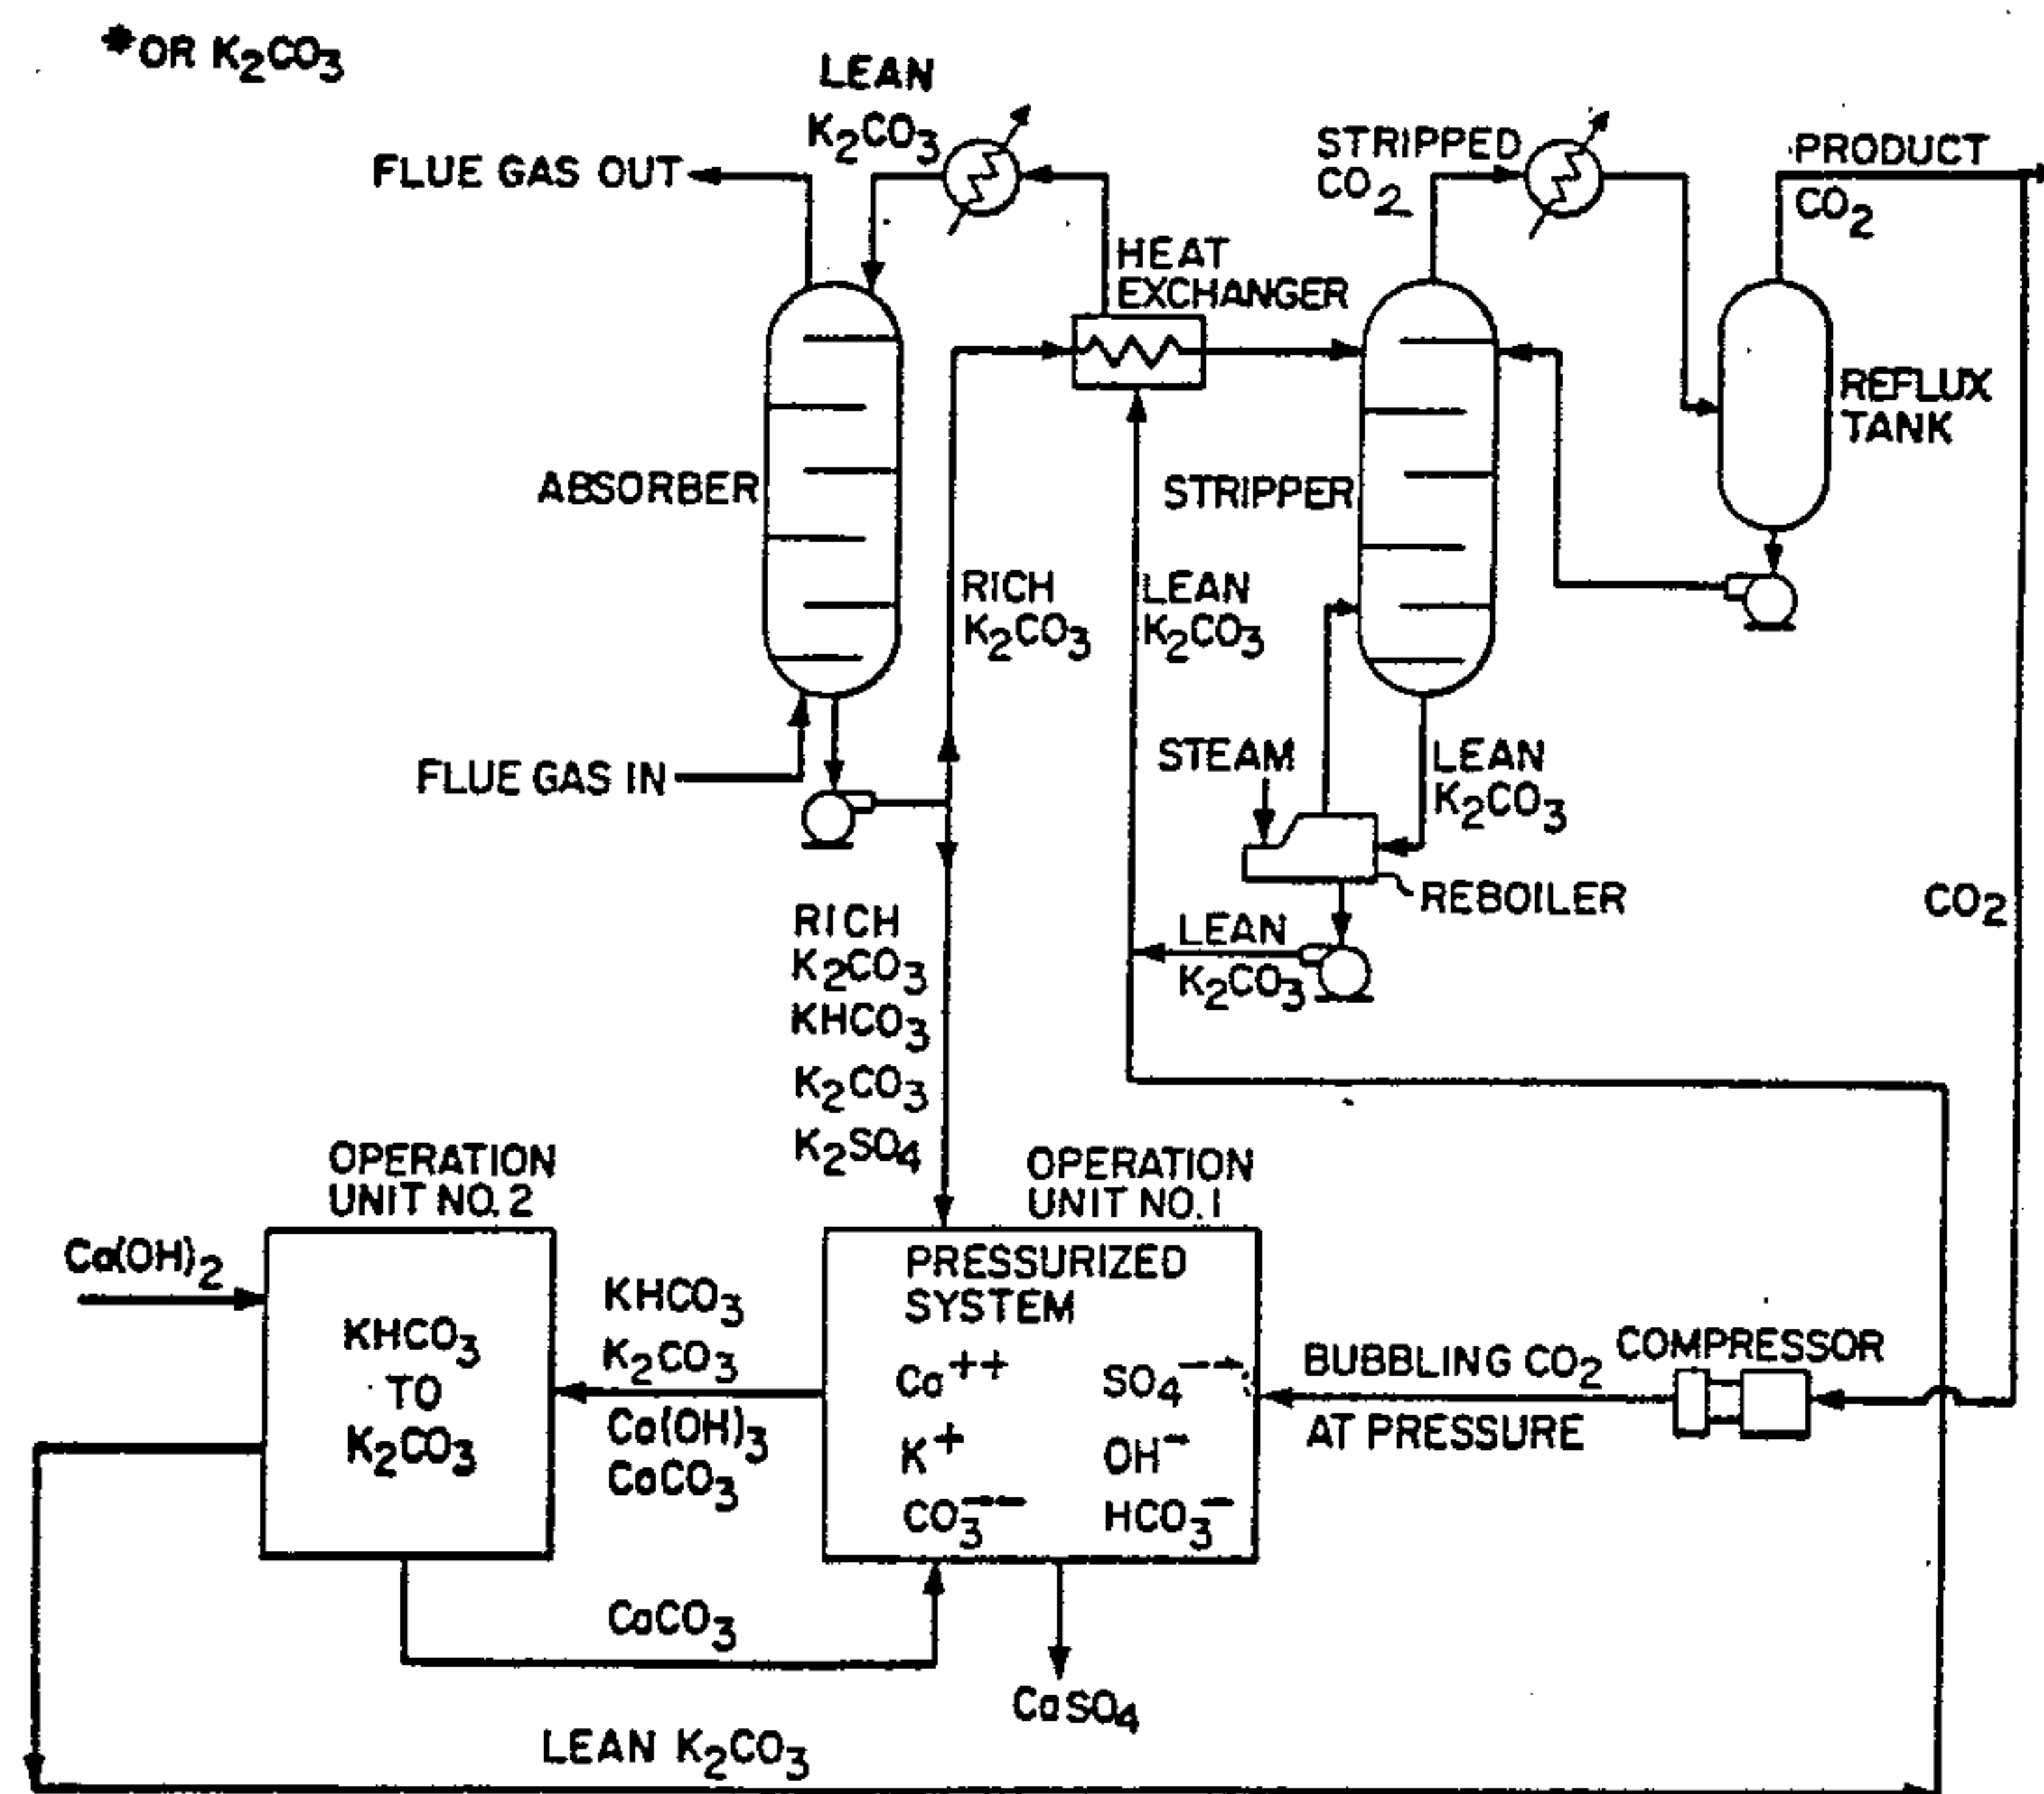 *OR K₂CO₃
LEAN
K₂CO₃
FLUE GAS OUT
STRIPPED
CO₂
PRODUCT
CO₂
HEAT
EXCHANGER
REFLUX
TANK
ABSORBER
STRIPPER
RICH
K₂CO₃
LEAN
K₂CO₃
FLUE GAS IN
STEAM
LEAN
K₂CO₃
REBOILER
CO₂
LEAN
K₂CO₃
RICH
K₂CO₃
KHCO₃
K₂CO₃
K₂SO₄
OPERATION
UNIT NO. 2
OPERATION
UNIT NO. 1
Ca(OH)₂
KHCO₃
TO
K₂CO₃
KHCO₃
K₂CO₃
Ca(OH)₃
CaCO₃
PRESSURIZED
SYSTEM
Ca⁺⁺ SO₄⁻⁻
K⁺ OH⁻
CO₃⁻⁻ HCO₃⁻
BUBBLING CO₂
AT PRESSURE
COMPRESSOR
CaCO₃
CaSO₄
LEAN K₂CO₃